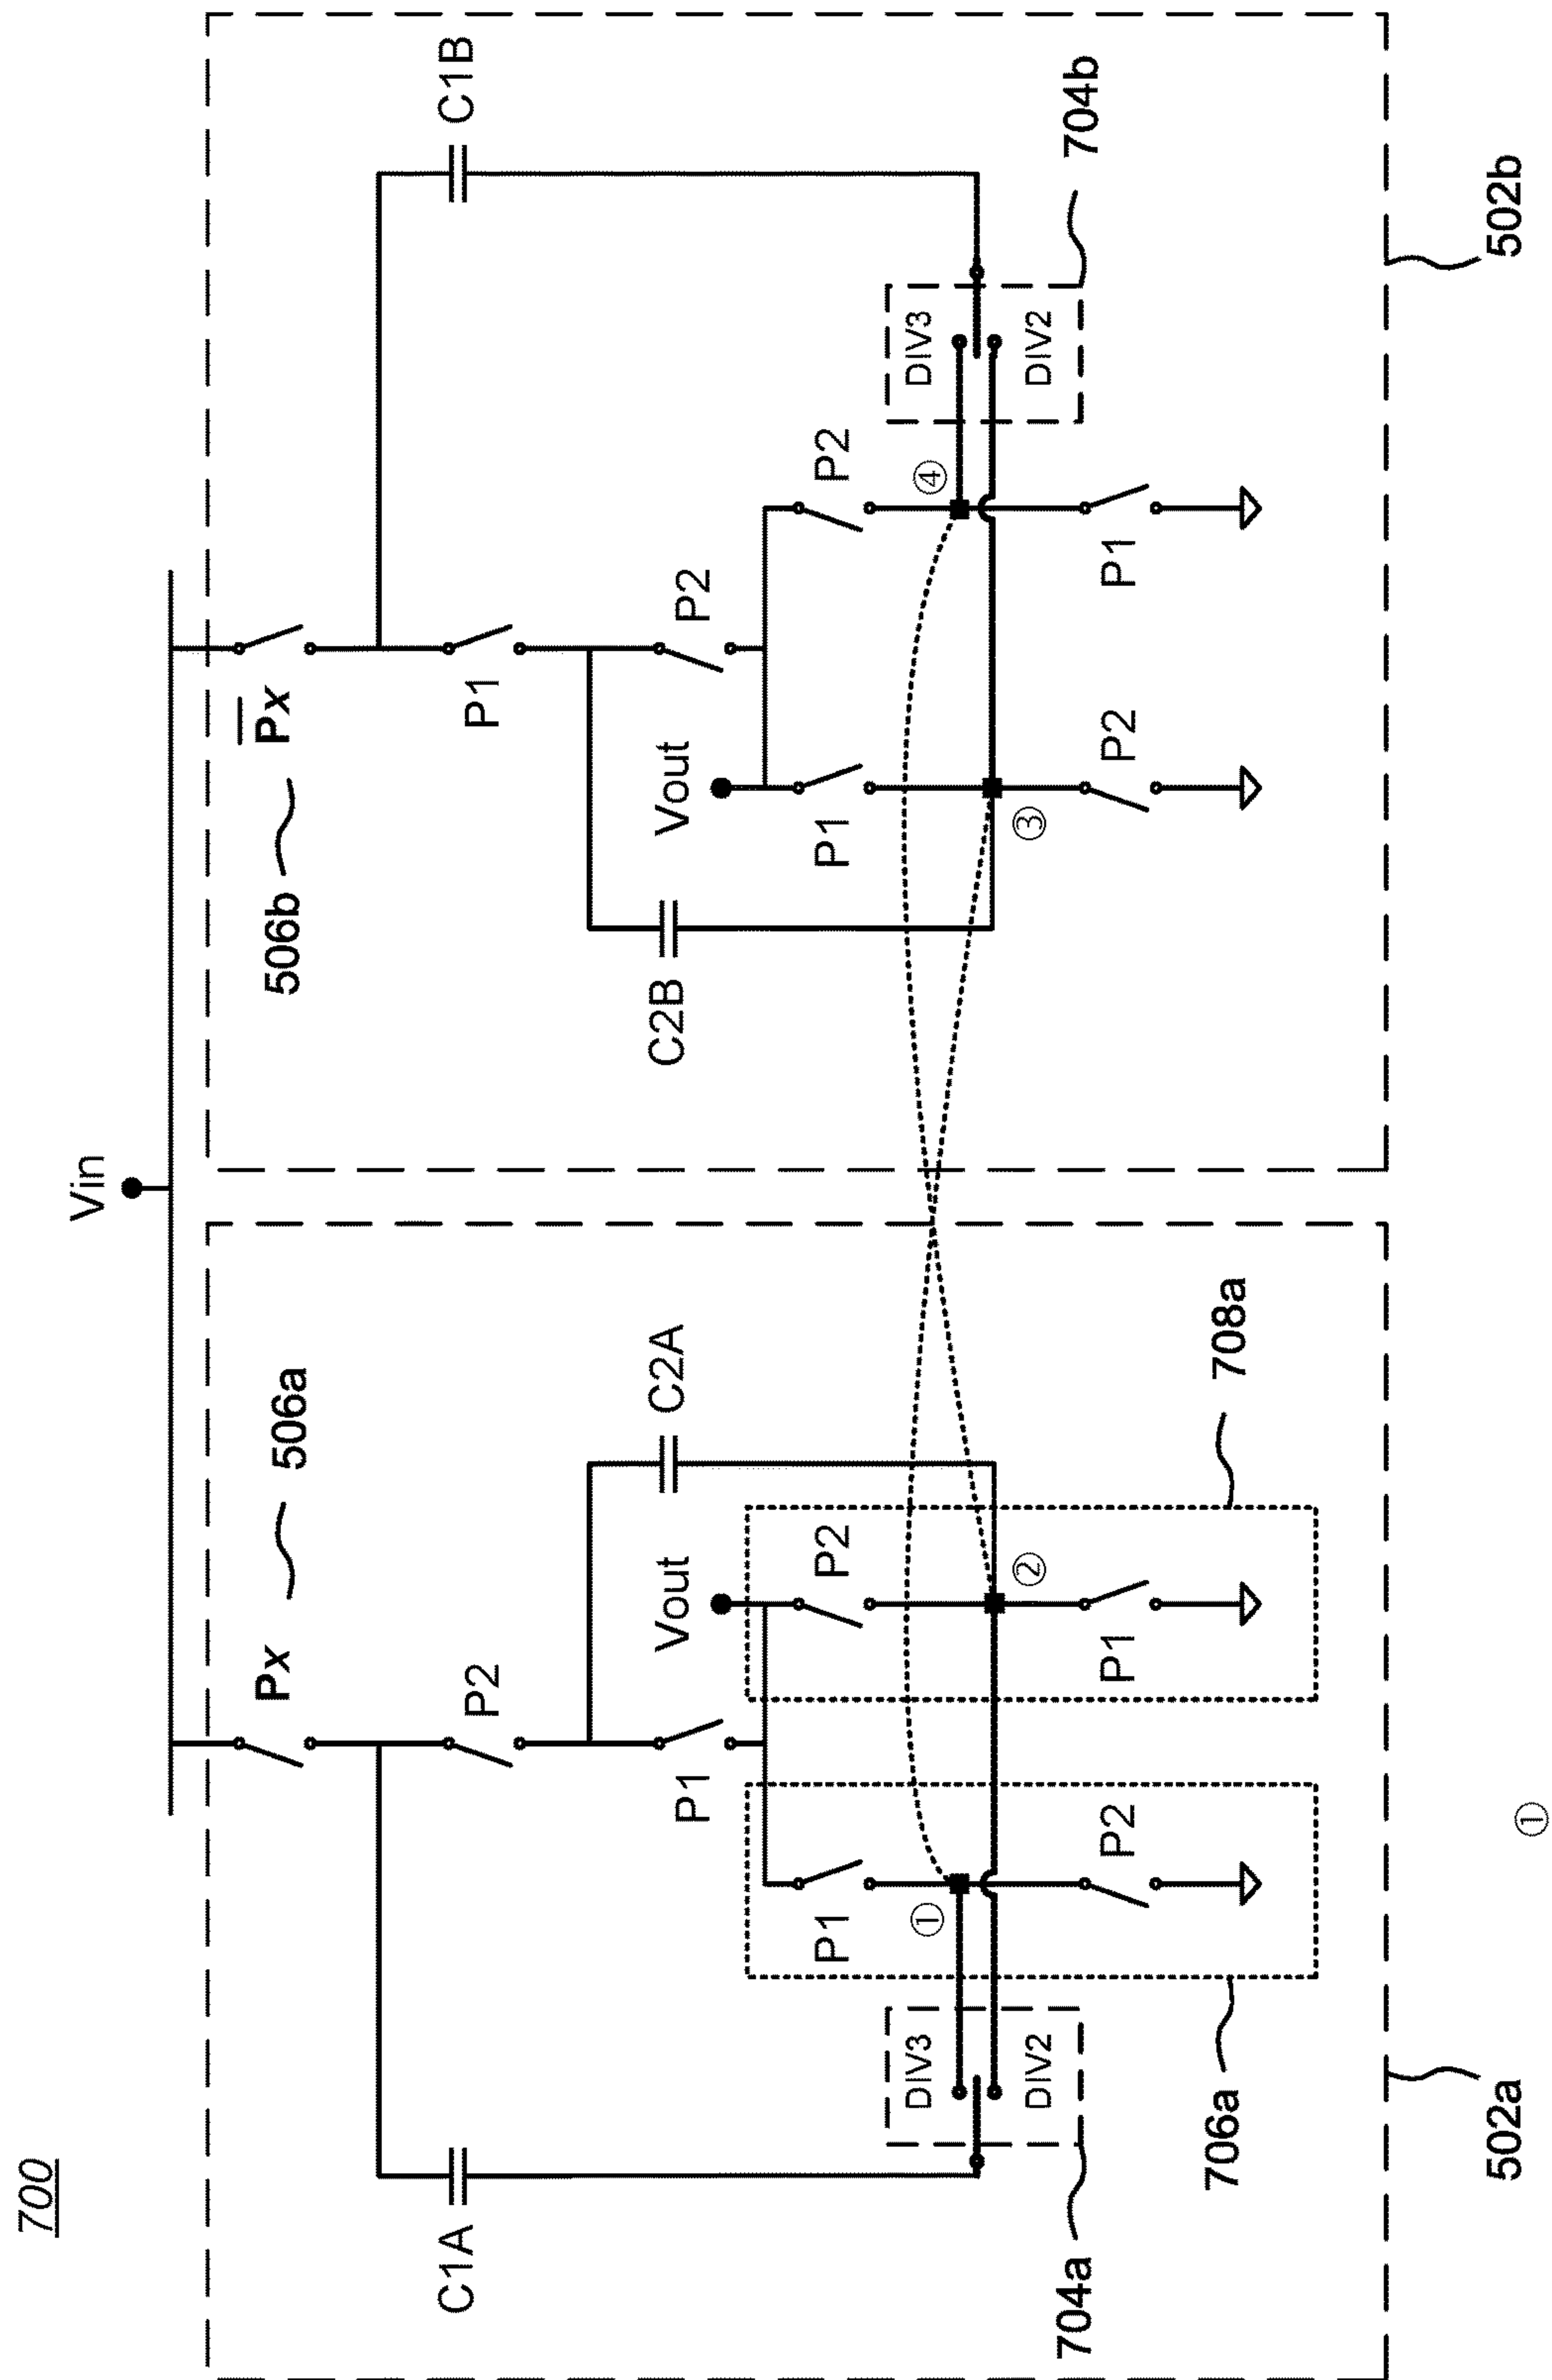 700
Vin
Px
506a
506b
P̅x
C1A
P2
P1
C1B
P1
Vout
C2A
C2B
Vout
P2
P1
P2
P1
P2
DIV3
①
④
DIV3
DIV2
②
③
DIV2
704a
P2
P1
P2
P1
704b
706a
708a
502a
502b
①